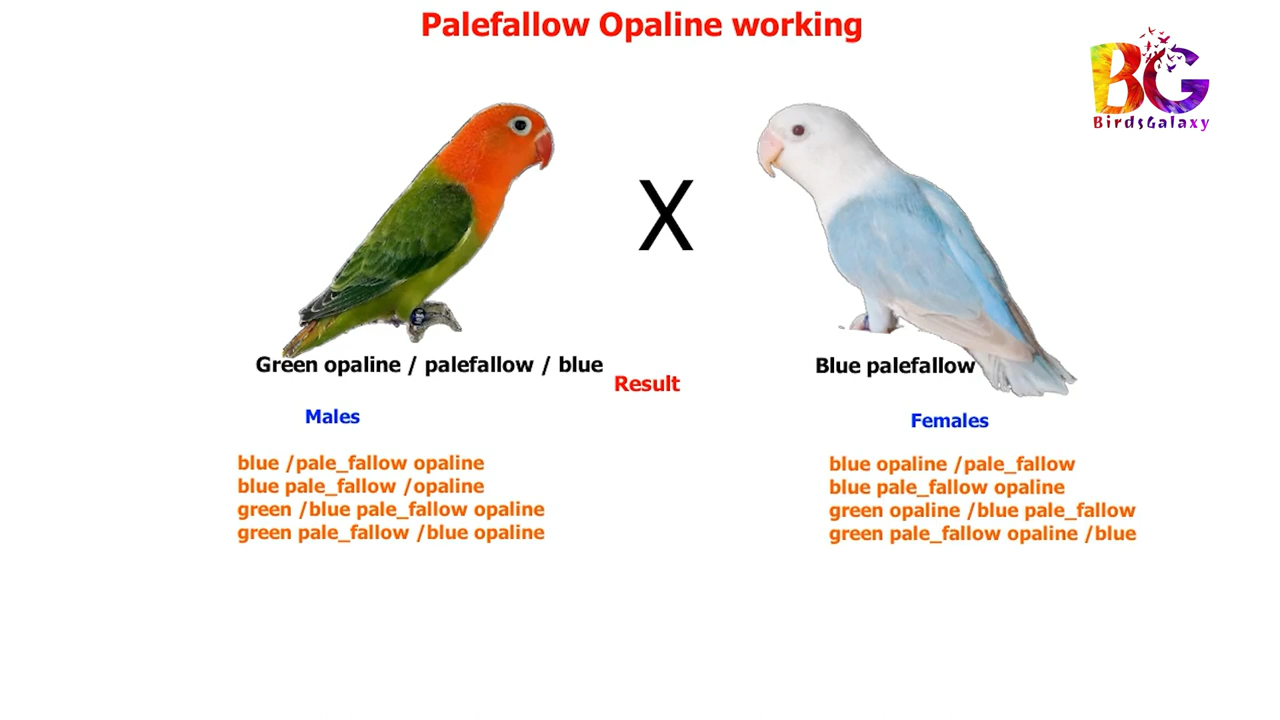 Palefallow Opaline working
BG
BirdsGalaxy
X
Green opaline / palefallow / blue
Blue palefallow
Result
Males
Females
blue /pale_fallow opaline
blue pale_fallow /opaline
green /blue pale_fallow opaline
green pale_fallow /blue opaline
blue opaline /pale_fallow
blue pale_fallow opaline
green opaline /blue pale_fallow
green pale_fallow opaline /blue